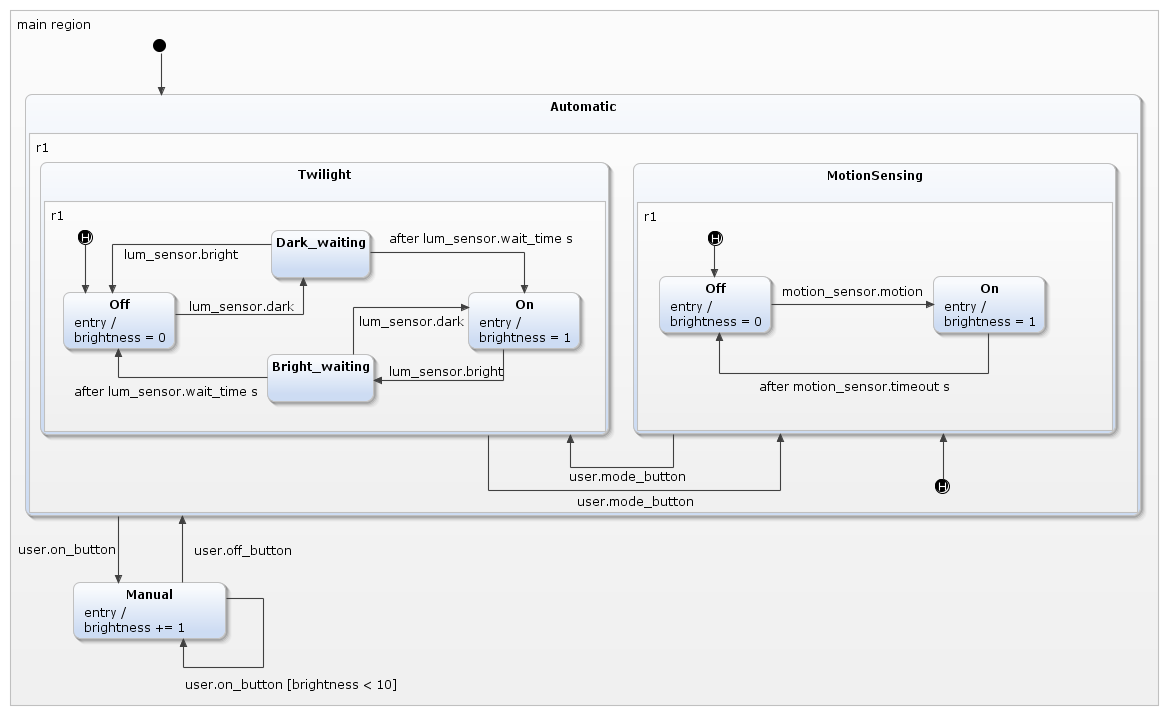 main region
Automatic
r1
Twilight
MotionSensing
r1
r1
H
H
Dark_waiting
after lum_sensor.wait_time s
lum_sensor.bright
Off
entry /
brightness = 0
lum_sensor.dark
lum_sensor.dark
On
entry /
brightness = 1
Bright_waiting
lum_sensor.bright
after lum_sensor.wait_time s
Off
entry /
brightness = 0
motion_sensor.motion
On
entry /
brightness = 1
after motion_sensor.timeout s
user.mode_button
H
user.mode_button
user.on_button
user.off_button
Manual
entry /
brightness += 1
user.on_button [brightness < 10]